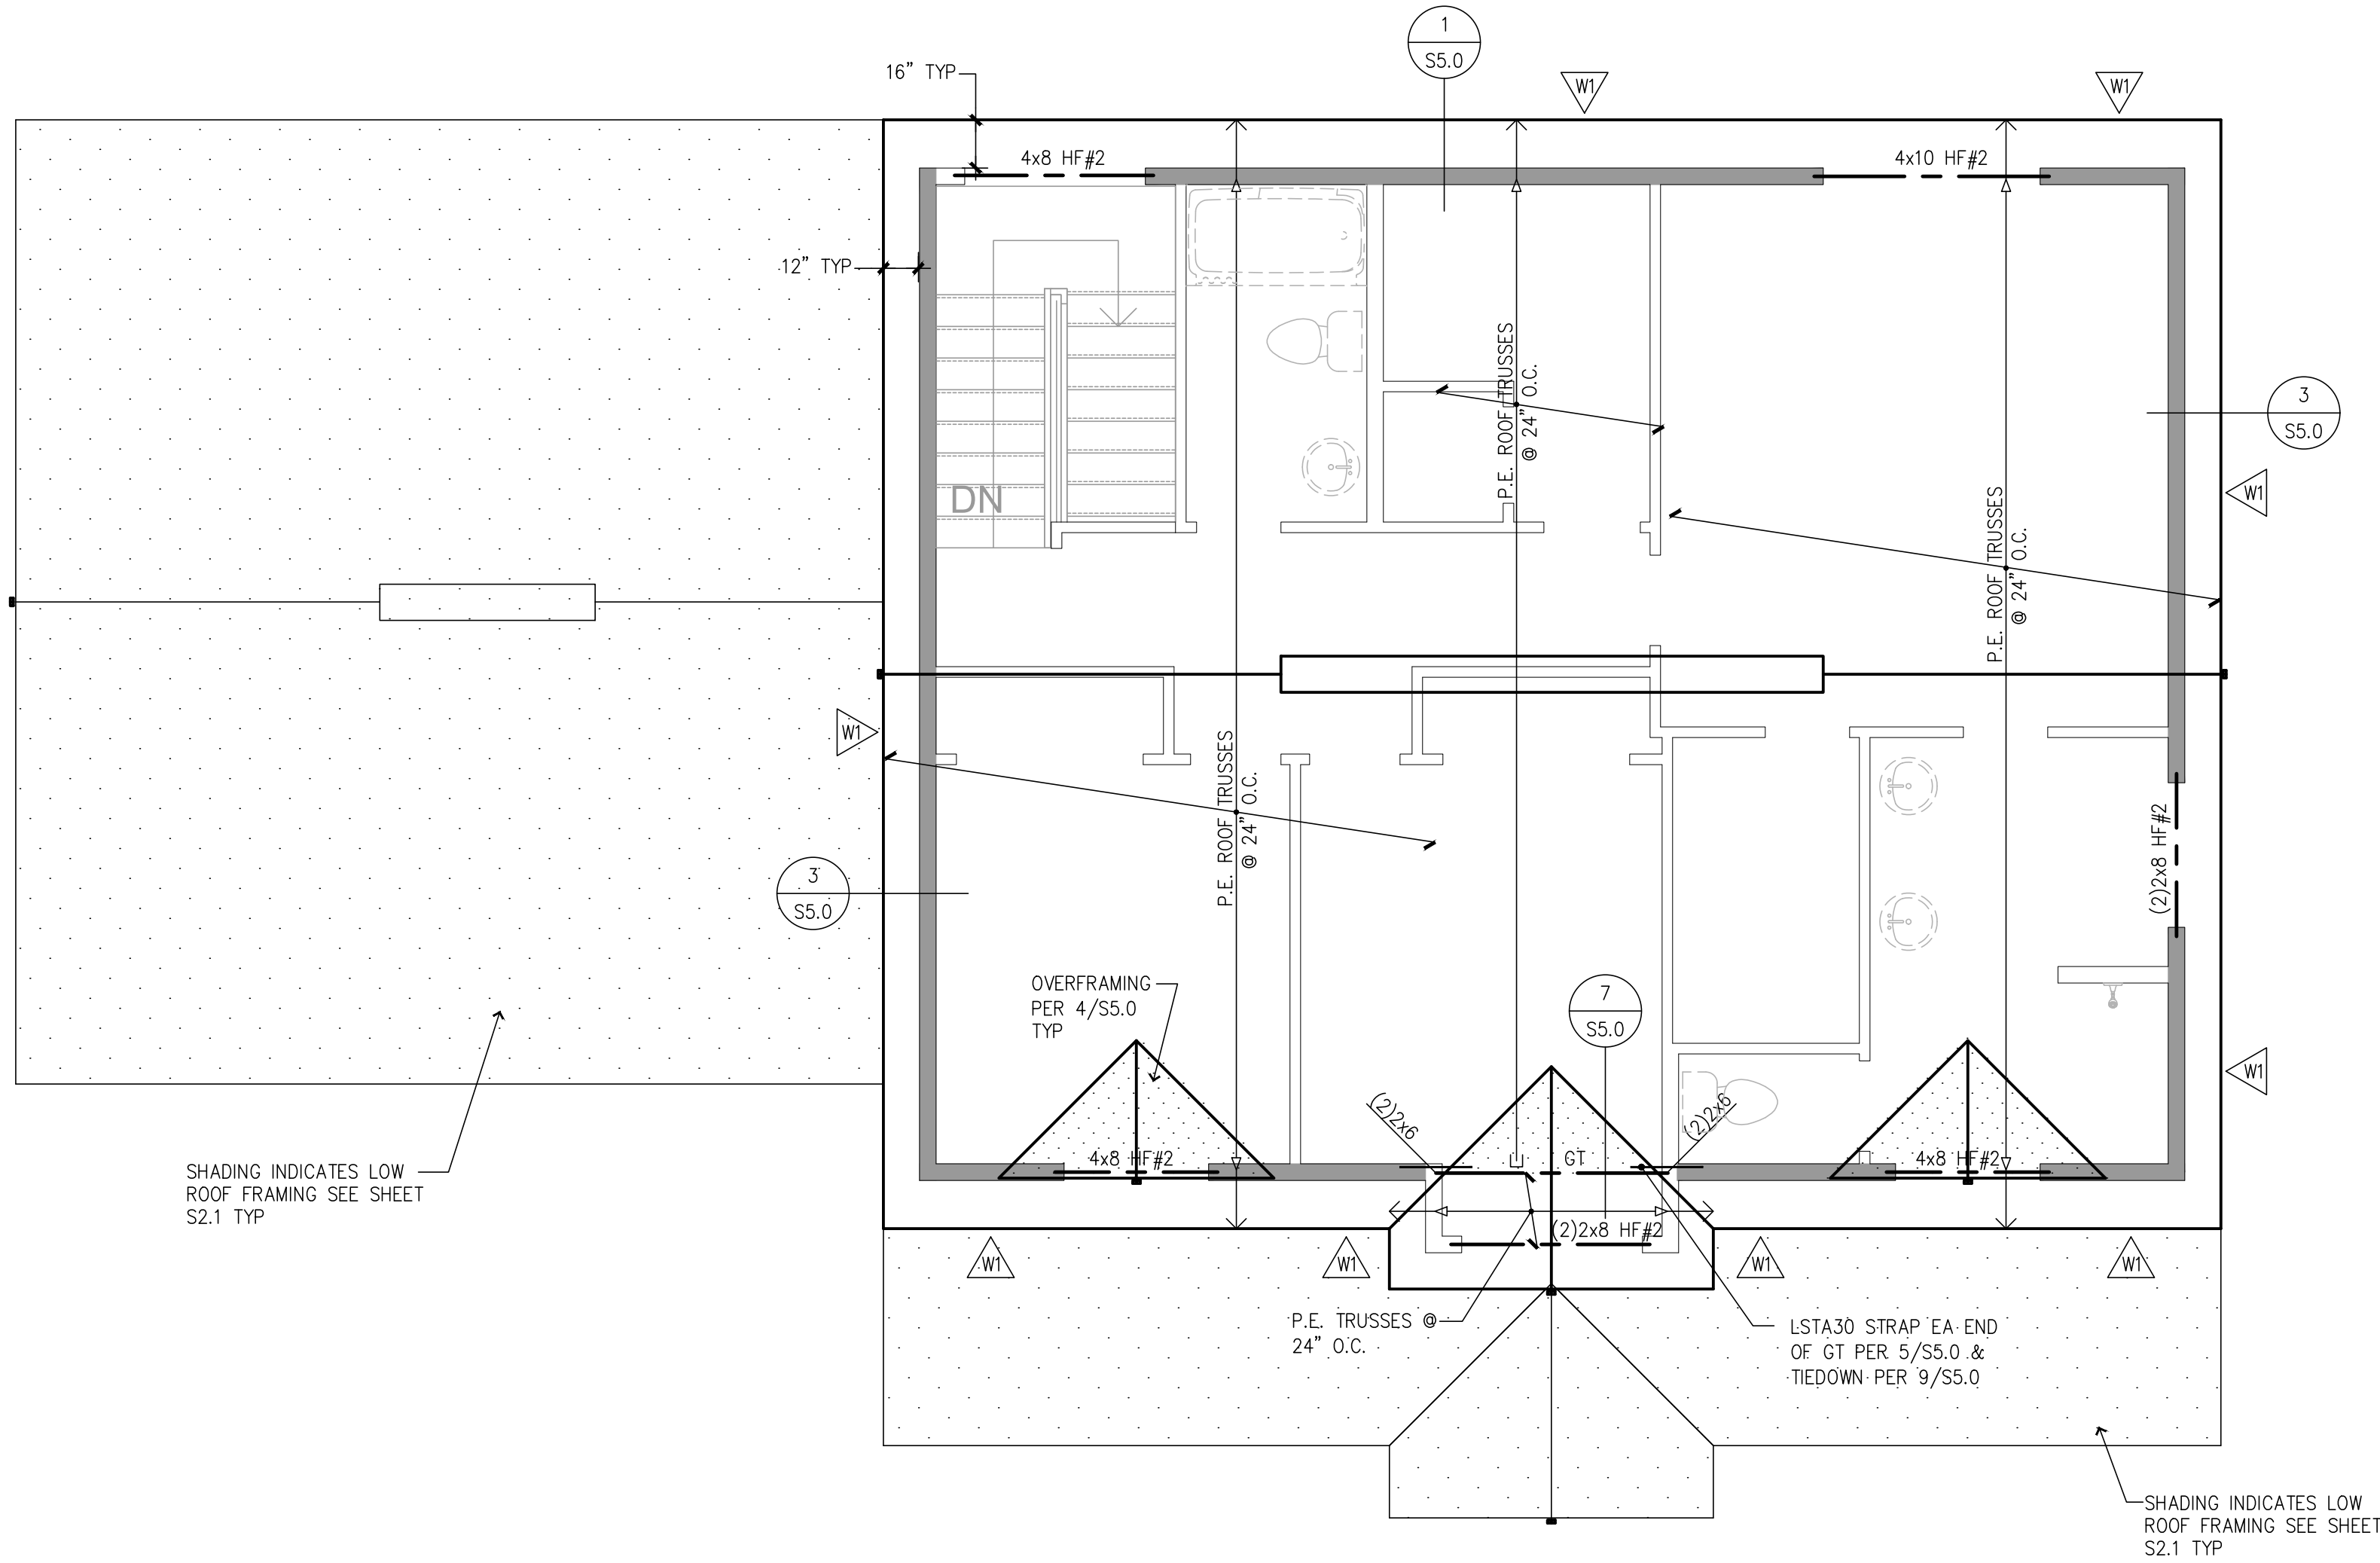 1
S5.0
16" TYP
W1
W1
4x8 HF#2
4x10 HF#2
12" TYP
P.E. ROOF TRUSSES
@ 24" O.C.
3
S5.0
W1
DN
P.E. ROOF TRUSSES
@ 24" O.C.
W1
P.E. ROOF TRUSSES
@ 24" O.C.
(2)2x8 HF#2
3
S5.0
OVERFRAMING
PER 4/S5.0
TYP
7
S5.0
W1
(2)2x6
(2)2x6
4x8 HF#2
GT
4x8 HF#2
SHADING INDICATES LOW
ROOF FRAMING SEE SHEET
S2.1 TYP
(2)2x8 HF#2
W1
W1
W1
W1
P.E. TRUSSES @
24" O.C.
LSTA30 STRAP EA END
OF GT PER 5/S5.0 &
TIEDOWN PER 9/S5.0
SHADING INDICATES LOW
ROOF FRAMING SEE SHEET
S2.1 TYP